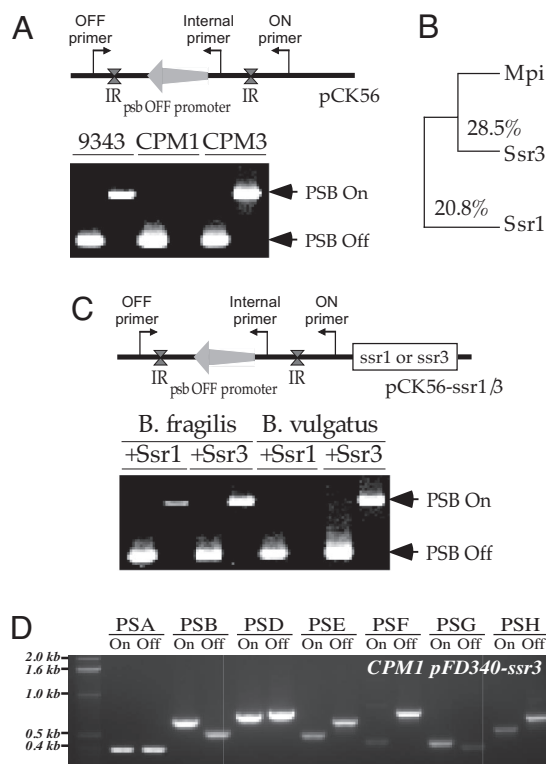 A
OFF primer
Internal primer
ON primer
IR
psb OFF promoter
IR
pCK56
9343 CPM1 CPM3
PSB On
PSB Off
B
Mpi
28.5%
Ssr3
20.8%
Ssr1
C
OFF primer
Internal primer
ON primer
ssr1 or ssr3
IR
psb OFF promoter
IR
pCK56-ssr1/3
B. fragilis B. vulgatus
+Ssr1 +Ssr3 +Ssr1 +Ssr3
PSB On
PSB Off
D
PSA PSB PSD PSE PSF PSG PSH
On Off On Off On Off On Off On Off On Off On Off
2.0 kb
1.6 kb
1.0 kb
0.5 kb
0.4 kb
CPM1 pFD340-ssr3